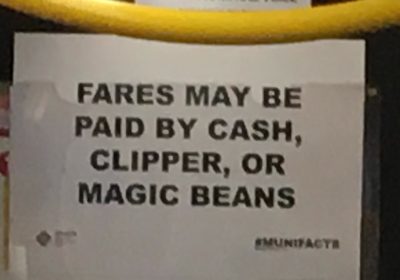 FARES MAY BE
PAID BY CASH,
CLIPPER, OR
MAGIC BEANS
#MUNIFACTS